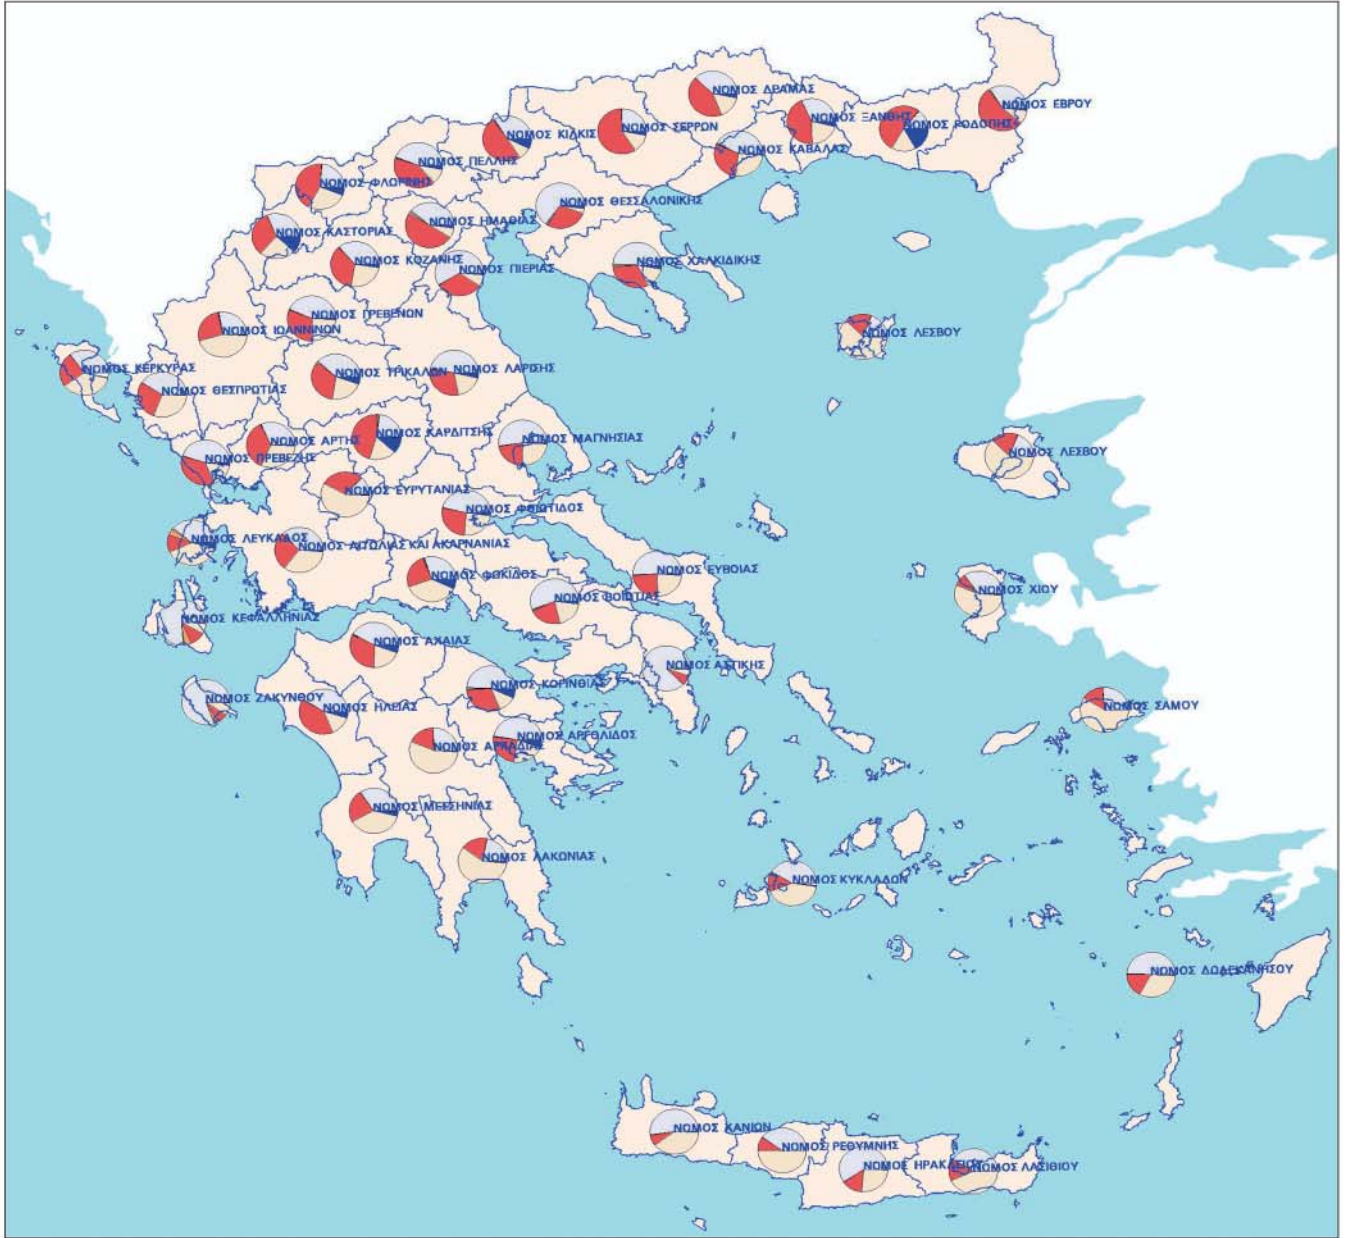 ΝΟΜΟΣ ΔΡΑΜΑΣ
ΝΟΜΟΣ ΕΒΡΟΥ
ΝΟΜΟΣ ΞΑΝΘΗΣ
ΝΟΜΟΣ ΡΟΔΟΠΗΣ
ΝΟΜΟΣ ΣΕΡΡΩΝ
ΝΟΜΟΣ ΚΙΛΚΙΣ
ΝΟΜΟΣ ΚΑΒΑΛΑΣ
ΝΟΜΟΣ ΠΕΛΛΗΣ
ΝΟΜΟΣ ΦΛΩΡΙΝΗΣ
ΝΟΜΟΣ ΘΕΣΣΑΛΟΝΙΚΗΣ
ΝΟΜΟΣ ΗΜΑΘΙΑΣ
ΝΟΜΟΣ ΚΑΣΤΟΡΙΑΣ
ΝΟΜΟΣ ΚΟΖΑΝΗΣ
ΝΟΜΟΣ ΧΑΛΚΙΔΙΚΗΣ
ΝΟΜΟΣ ΠΙΕΡΙΑΣ
ΝΟΜΟΣ ΓΡΕΒΕΝΩΝ
ΝΟΜΟΣ ΙΩΑΝΝΙΝΩΝ
ΝΟΜΟΣ ΛΕΣΒΟΥ
ΝΟΜΟΣ ΚΕΡΚΥΡΑΣ
ΝΟΜΟΣ ΤΡΙΚΑΛΩΝ
ΝΟΜΟΣ ΛΑΡΙΣΗΣ
ΝΟΜΟΣ ΘΕΣΠΡΩΤΙΑΣ
ΝΟΜΟΣ ΑΡΤΗΣ
ΝΟΜΟΣ ΚΑΡΔΙΤΣΗΣ
ΝΟΜΟΣ ΜΑΓΝΗΣΙΑΣ
ΝΟΜΟΣ ΠΡΕΒΕΖΗΣ
ΝΟΜΟΣ ΛΕΣΒΟΥ
ΝΟΜΟΣ ΕΥΡΥΤΑΝΙΑΣ
ΝΟΜΟΣ ΦΘΙΩΤΙΔΟΣ
ΝΟΜΟΣ ΛΕΥΚΑΔΟΣ
ΝΟΜΟΣ ΑΙΤΩΛΙΑΣ ΚΑΙ ΑΚΑΡΝΑΝΙΑΣ
ΝΟΜΟΣ ΕΥΒΟΙΑΣ
ΝΟΜΟΣ ΦΩΚΙΔΟΣ
ΝΟΜΟΣ ΧΙΟΥ
ΝΟΜΟΣ ΒΟΙΩΤΙΑΣ
ΝΟΜΟΣ ΚΕΦΑΛΛΗΝΙΑΣ
ΝΟΜΟΣ ΑΧΑΙΑΣ
ΝΟΜΟΣ ΑΤΤΙΚΗΣ
ΝΟΜΟΣ ΚΟΡΙΝΘΙΑΣ
ΝΟΜΟΣ ΖΑΚΥΝΘΟΥ
ΝΟΜΟΣ ΗΛΕΙΑΣ
ΝΟΜΟΣ ΣΑΜΟΥ
ΝΟΜΟΣ ΑΡΓΟΛΙΔΟΣ
ΝΟΜΟΣ ΑΡΚΑΔΙΑΣ
ΝΟΜΟΣ ΜΕΣΣΗΝΙΑΣ
ΝΟΜΟΣ ΛΑΚΩΝΙΑΣ
ΝΟΜΟΣ ΚΥΚΛΑΔΩΝ
ΝΟΜΟΣ ΔΩΔΕΚΑΝΗΣΟΥ
ΝΟΜΟΣ ΧΑΝΙΩΝ
ΝΟΜΟΣ ΡΕΘΥΜΝΗΣ
ΝΟΜΟΣ ΗΡΑΚΛΕΙΟΥ
ΝΟΜΟΣ ΛΑΣΙΘΙΟΥ